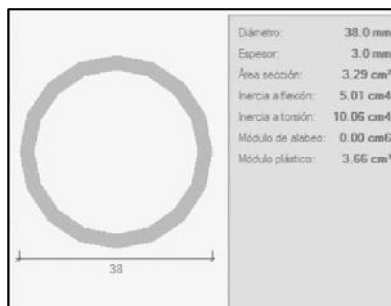 Diámetro: 38.0 mm
Espesor: 3.0 mm
Área sección: 3.29 cm²
Inercia a flexión: 5.01 cm4
Inercia a torsión: 10.06 cm4
Módulo de alabeo: 0.00 cm6
Módulo plástico: 3.66 cm³
38